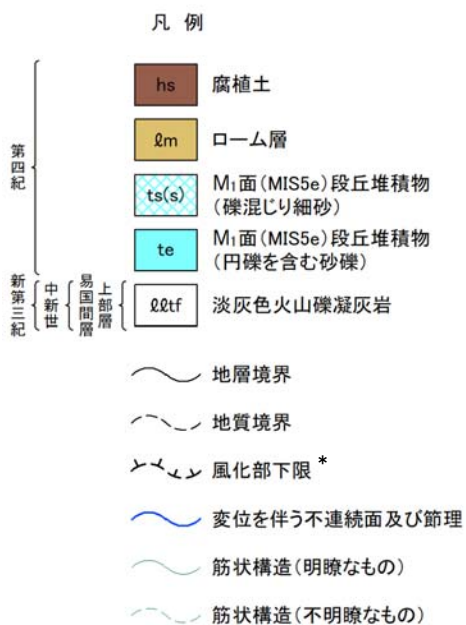 凡 例
第四紀
hs 腐植土
ℓm ローム層
ts(s) M₁面(MIS5e)段丘堆積物
(礫混じり細砂)
te M₁面(MIS5e)段丘堆積物
(円礫を含む砂礫)
新第三紀 中新世 易国間層 上部層 ℓℓtf 淡灰色火山礫凝灰岩
地層境界
地質境界
風化部下限*
変位を伴う不連続面及び節理
筋状構造(明瞭なもの)
筋状構造(不明瞭なもの)